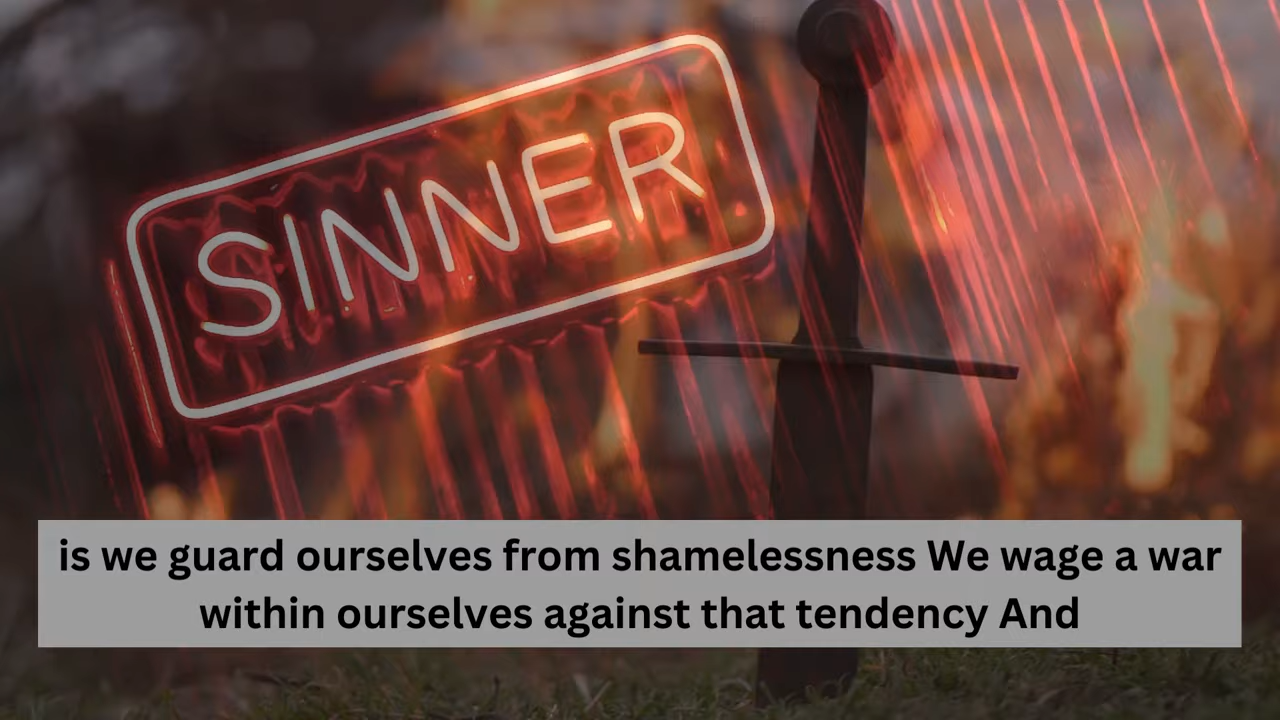 SINNER
is we guard ourselves from shamelessness We wage a war
within ourselves against that tendency And